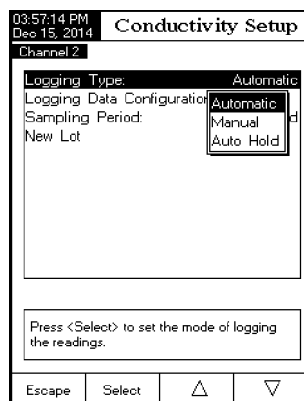 03:57:14 PM
Dec 15, 2014
Conductivity Setup
Channel 2
Logging Type: Automatic
Logging Data Configuration
Sampling Period: d
New Lot
Automatic
Manual
Auto Hold
Press <Select> to set the mode of logging
the readings.
Escape Select △ ▽